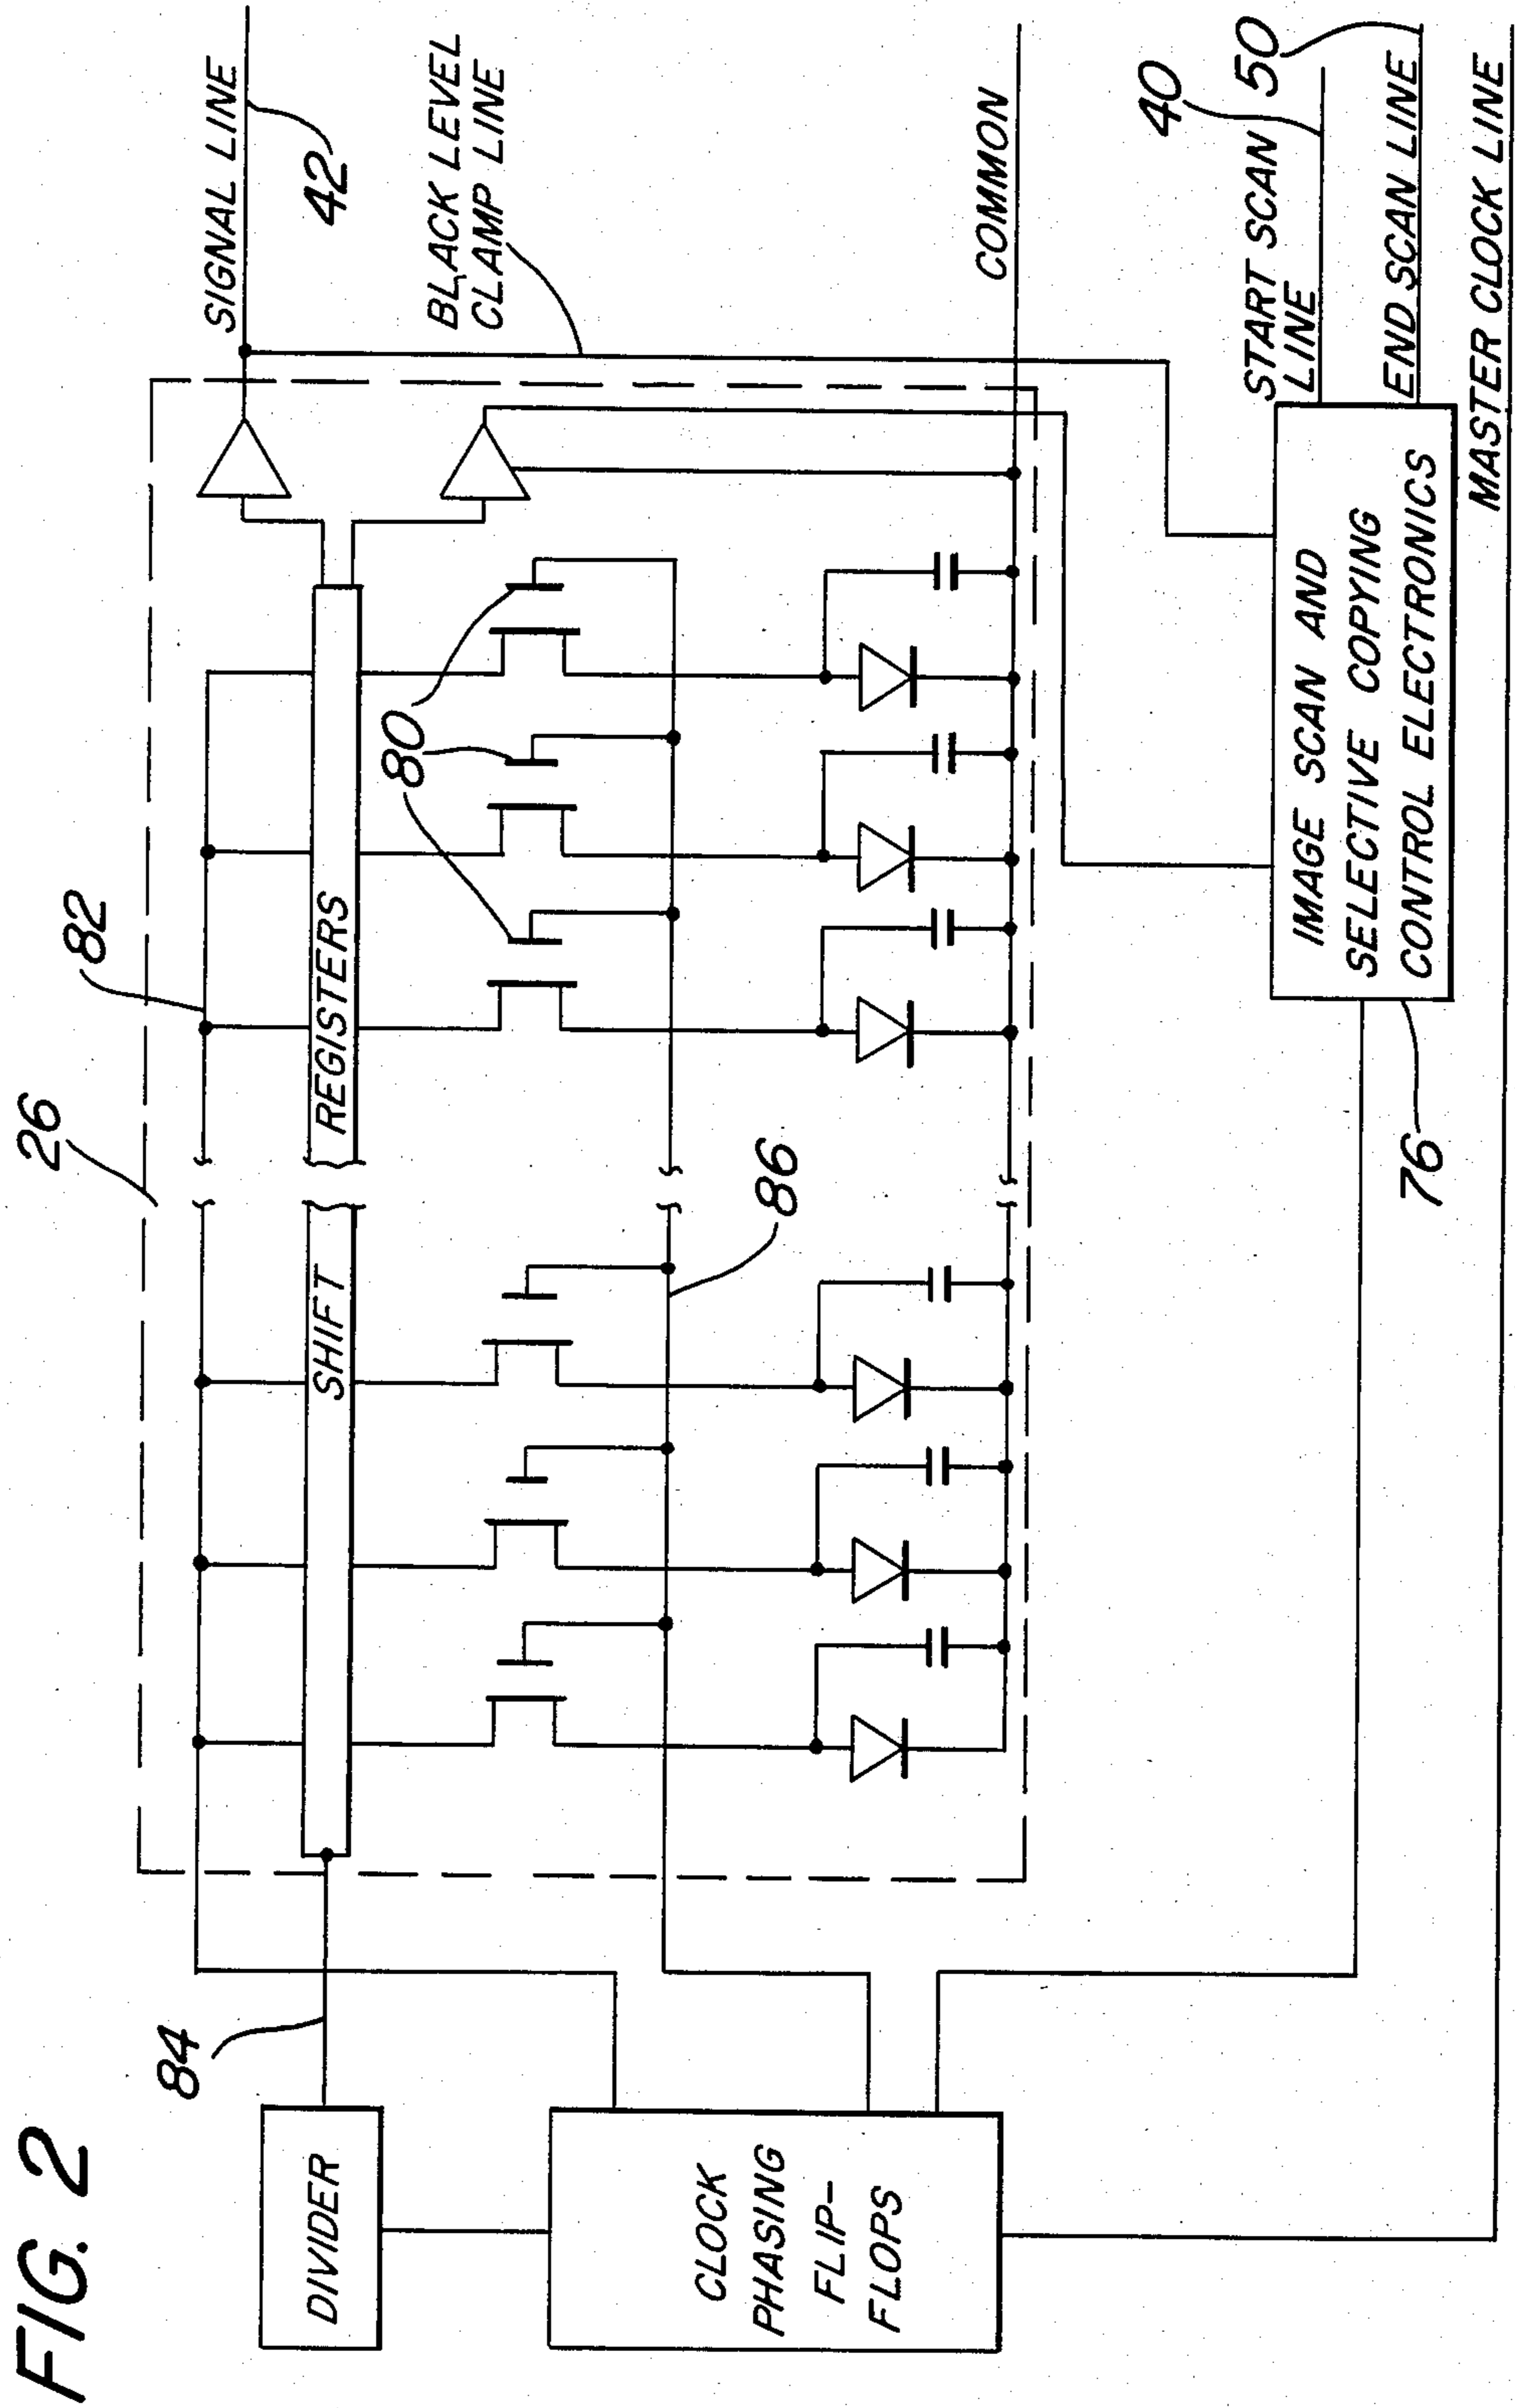 FIG. 2
26
82
84
SIGNAL LINE
42
SHIFT
REGISTERS
80
BLACK LEVEL
CLAMP LINE
DIVIDER
86
COMMON
CLOCK
PHASING
FLIP-
FLOPS
40
START SCAN
LINE
50
END SCAN LINE
IMAGE SCAN AND
SELECTIVE COPYING
CONTROL ELECTRONICS
76
MASTER CLOCK LINE